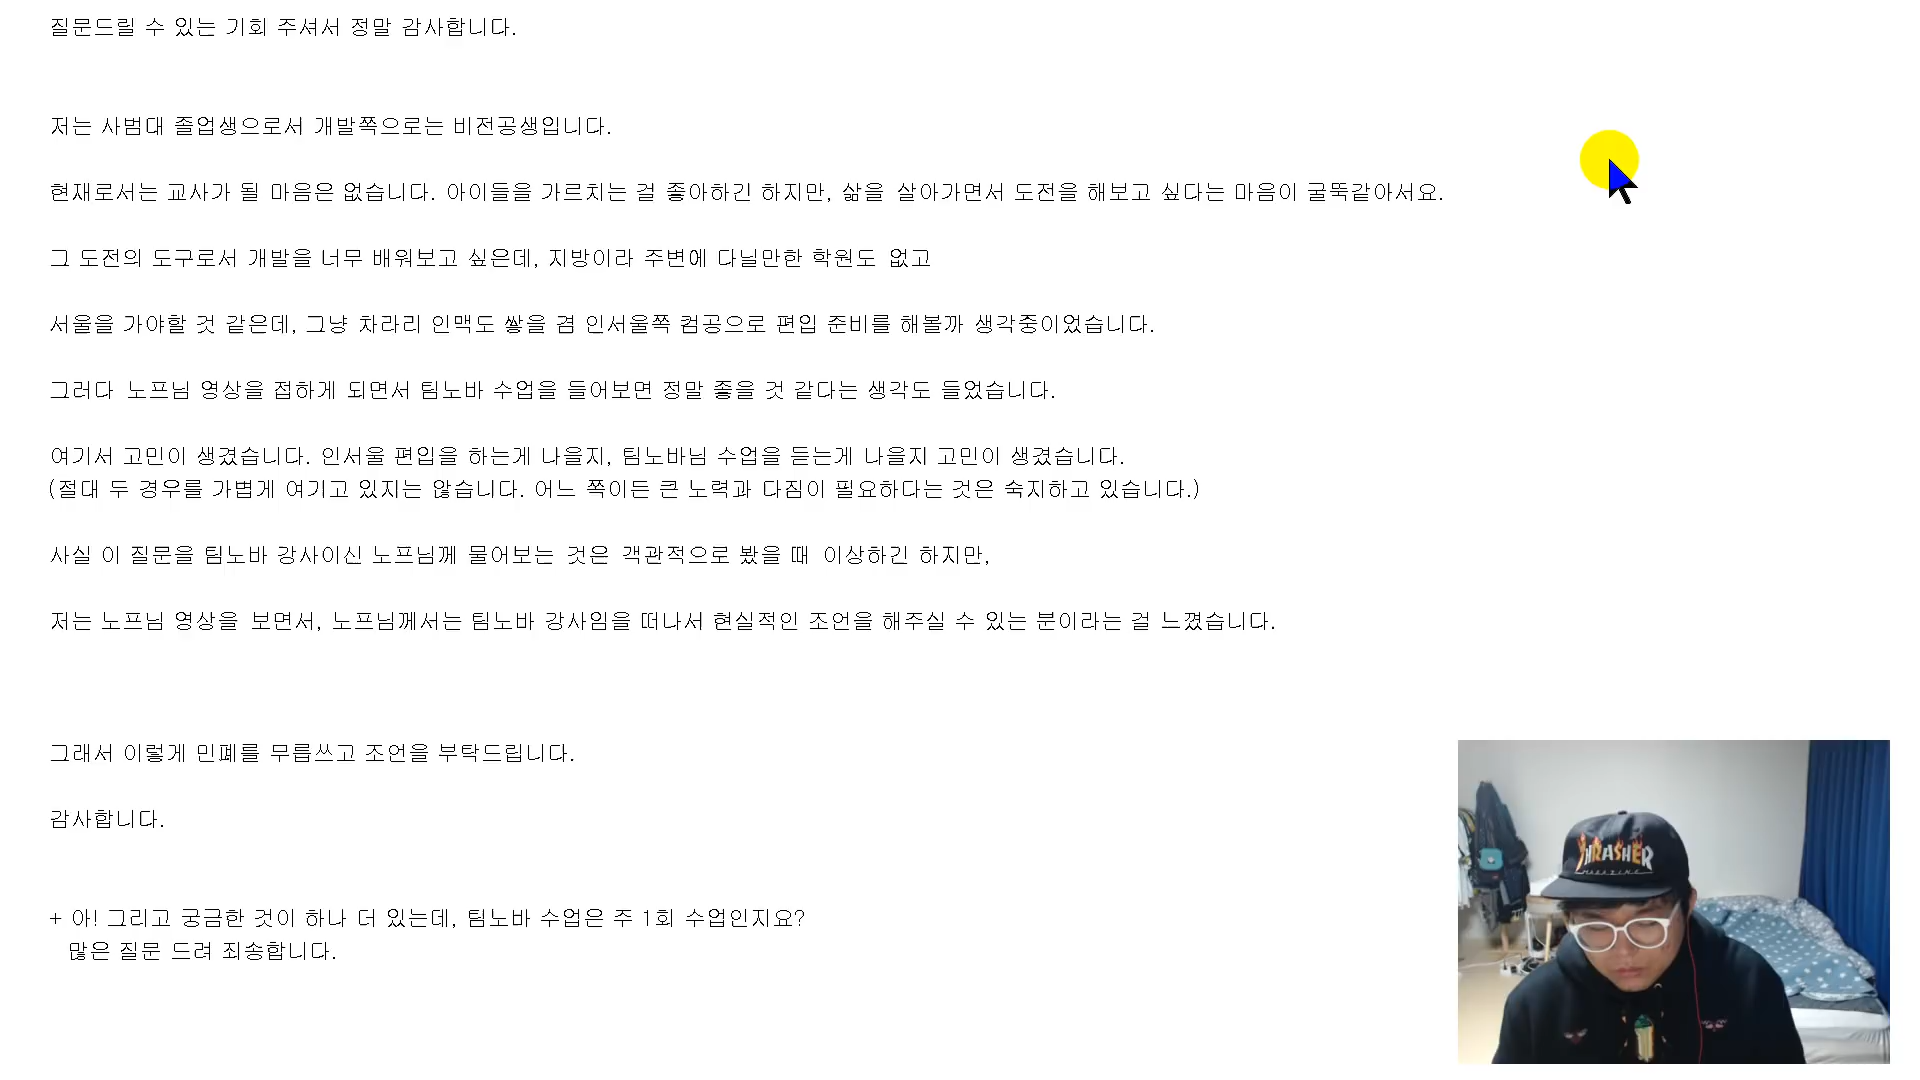 질문드릴 수 있는 기회 주셔서 정말 감사합니다.
저는 사범대 졸업생으로서 개발쪽으로는 비전공생입니다.
현재로서는 교사가 될 마음은 없습니다. 아이들을 가르치는 걸 좋아하긴 하지만, 삶을 살아가면서 도전을 해보고 싶다는 마음이 굴뚝같아서요.
그 도전의 도구로서 개발을 너무 배워보고 싶은데, 지방이라 주변에 다닐만한 학원도 없고
서울을 가야할 것 같은데, 그냥 차라리 인맥도 쌓을 겸 인서울쪽 컴공으로 편입 준비를 해볼까 생각중이었습니다.
그러다 노프님 영상을 접하게 되면서 팀노바 수업을 들어보면 정말 좋을 것 같다는 생각도 들었습니다.
여기서 고민이 생겼습니다. 인서울 편입을 하는게 나을지, 팀노바님 수업을 듣는게 나을지 고민이 생겼습니다.
(절대 두 경우를 가볍게 여기고 있지는 않습니다. 어느 쪽이든 큰 노력과 다짐이 필요하다는 것은 숙지하고 있습니다.)
사실 이 질문을 팀노바 강사이신 노프님께 물어보는 것은 객관적으로 봤을 때 이상하긴 하지만,
저는 노프님 영상을 보면서, 노프님께서는 팀노바 강사임을 떠나서 현실적인 조언을 해주실 수 있는 분이라는 걸 느꼈습니다.
그래서 이렇게 민폐를 무릅쓰고 조언을 부탁드립니다.
감사합니다.
+ 아! 그리고 궁금한 것이 하나 더 있는데, 팀노바 수업은 주 1회 수업인지요?
많은 질문 드려 죄송합니다.
THRASHER
MAGAZINE